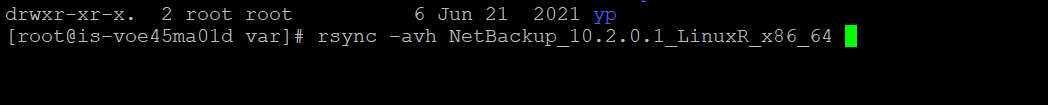 drwxr-xr-x.  2 root root          6 Jun 21  2021 yp
[root@is-voe45ma01d var]# rsync -avh NetBackup_10.2.0.1_LinuxR_x86_64